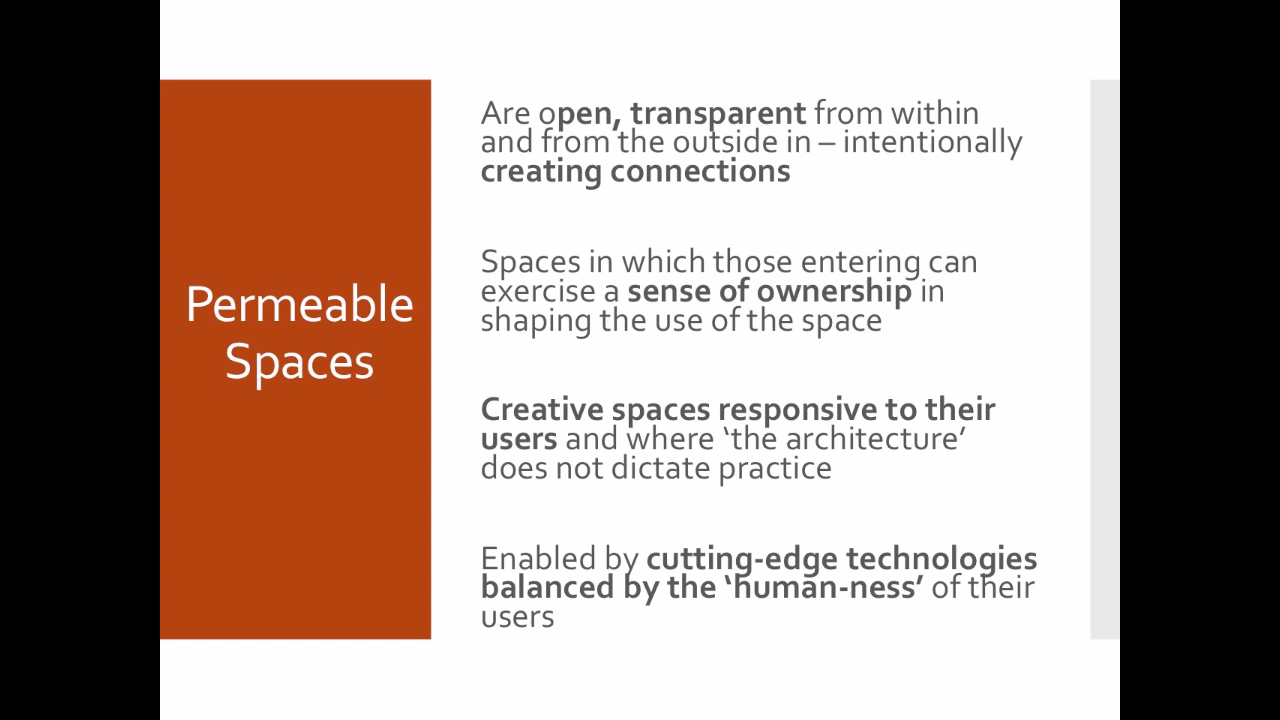 Permeable
Spaces
Are open, transparent from within
and from the outside in – intentionally
creating connections
Spaces in which those entering can
exercise a sense of ownership in
shaping the use of the space
Creative spaces responsive to their
users and where ‘the architecture’
does not dictate practice
Enabled by cutting-edge technologies
balanced by the ‘human-ness’ of their
users